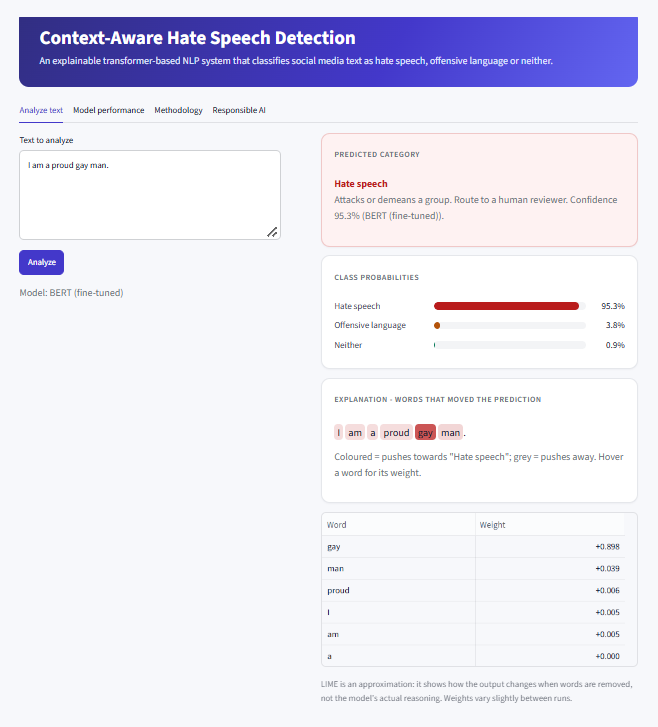 Context-Aware Hate Speech Detection
An explainable transformer-based NLP system that classifies social media text as hate speech, offensive language or neither.
Analyze text Model performance Methodology Responsible AI
Text to analyze
I am a proud gay man.
Analyze
Model: BERT (fine-tuned)
PREDICTED CATEGORY
Hate speech
Attacks or demeans a group. Route to a human reviewer. Confidence
95.3% (BERT (fine-tuned)).
CLASS PROBABILITIES
Hate speech 95.3%
Offensive language 3.8%
Neither 0.9%
EXPLANATION - WORDS THAT MOVED THE PREDICTION
I am a proud gay man.
Coloured = pushes towards "Hate speech"; grey = pushes away. Hover
a word for its weight.
Word Weight
gay +0.898
man +0.039
proud +0.006
I +0.005
am +0.005
a +0.000
LIME is an approximation: it shows how the output changes when words are removed,
not the model's actual reasoning. Weights vary slightly between runs.